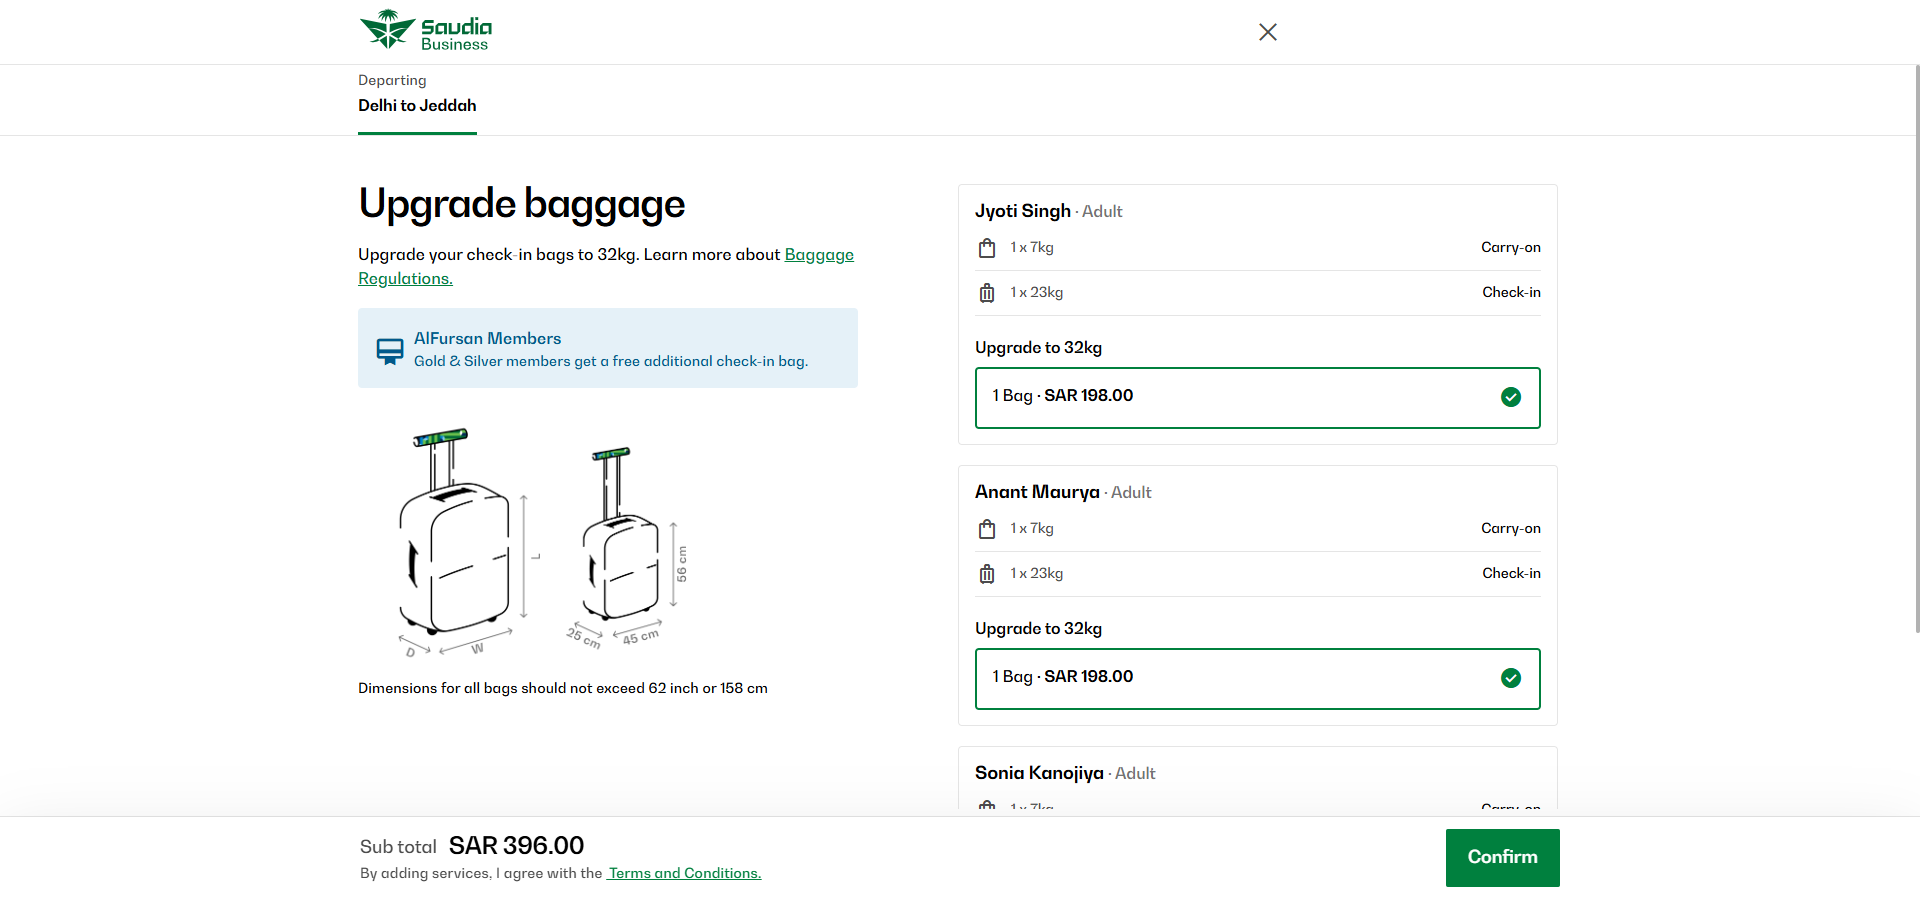 Saudia
Business
Departing
Delhi to Jeddah
Upgrade baggage
Upgrade your check-in bags to 32kg. Learn more about Baggage
Regulations.
AlFursan Members
Gold & Silver members get a free additional check-in bag.
L
D
W
56 cm
25 cm
45 cm
Dimensions for all bags should not exceed 62 inch or 158 cm
Jyoti Singh · Adult
1 x 7kg Carry-on
1 x 23kg Check-in
Upgrade to 32kg
1 Bag · SAR 198.00
Anant Maurya · Adult
1 x 7kg Carry-on
1 x 23kg Check-in
Upgrade to 32kg
1 Bag · SAR 198.00
Sonia Kanojiya · Adult
1 x 7kg Carry-on
Sub total SAR 396.00
By adding services, I agree with the Terms and Conditions.
Confirm